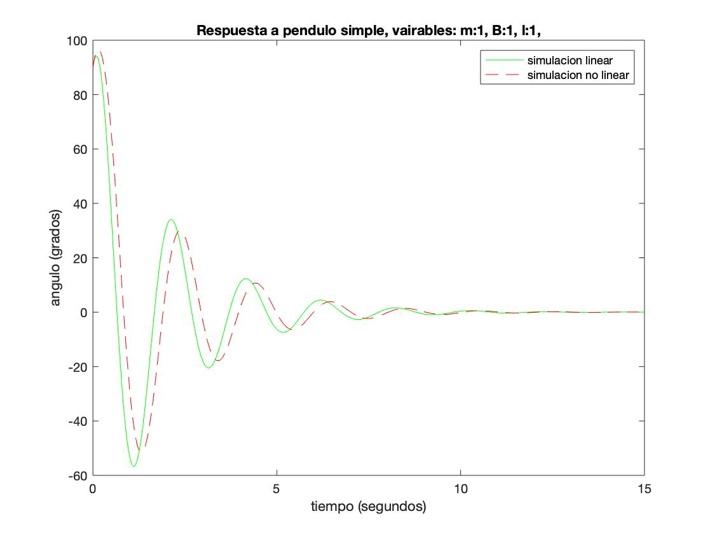 Respuesta a pendulo simple, vairables: m:1, B:1, l:1,
simulacion linear
simulacion no linear
100
80
60
40
20
0
-20
-40
-60
angulo (grados)
0
5
10
15
tiempo (segundos)